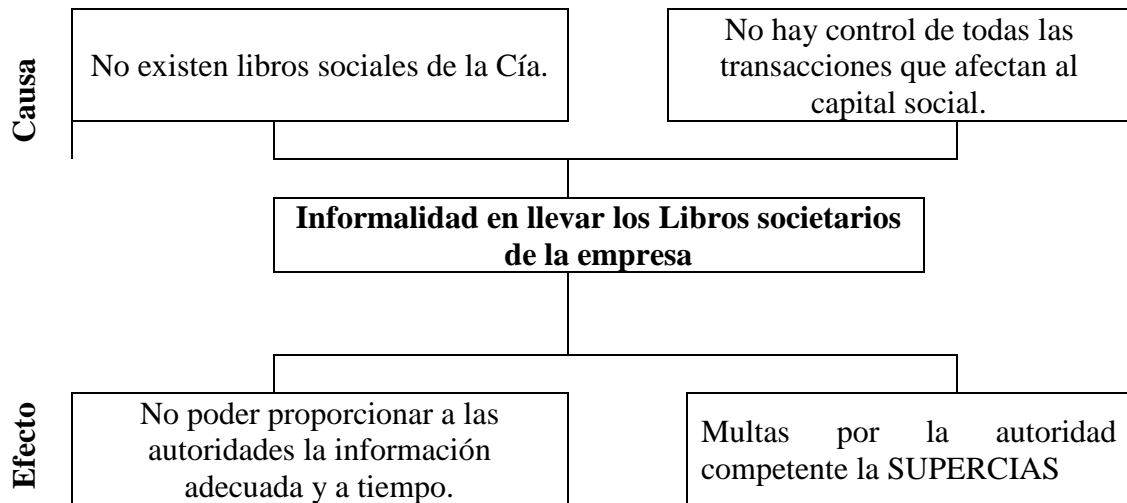 Causa
No existen libros sociales de la Cía.
No hay control de todas las
transacciones que afectan al
capital social.
Informalidad en llevar los Libros societarios
de la empresa
Efecto
No poder proporcionar a las
autoridades la información
adecuada y a tiempo.
Multas por la autoridad
competente la SUPERCIAS